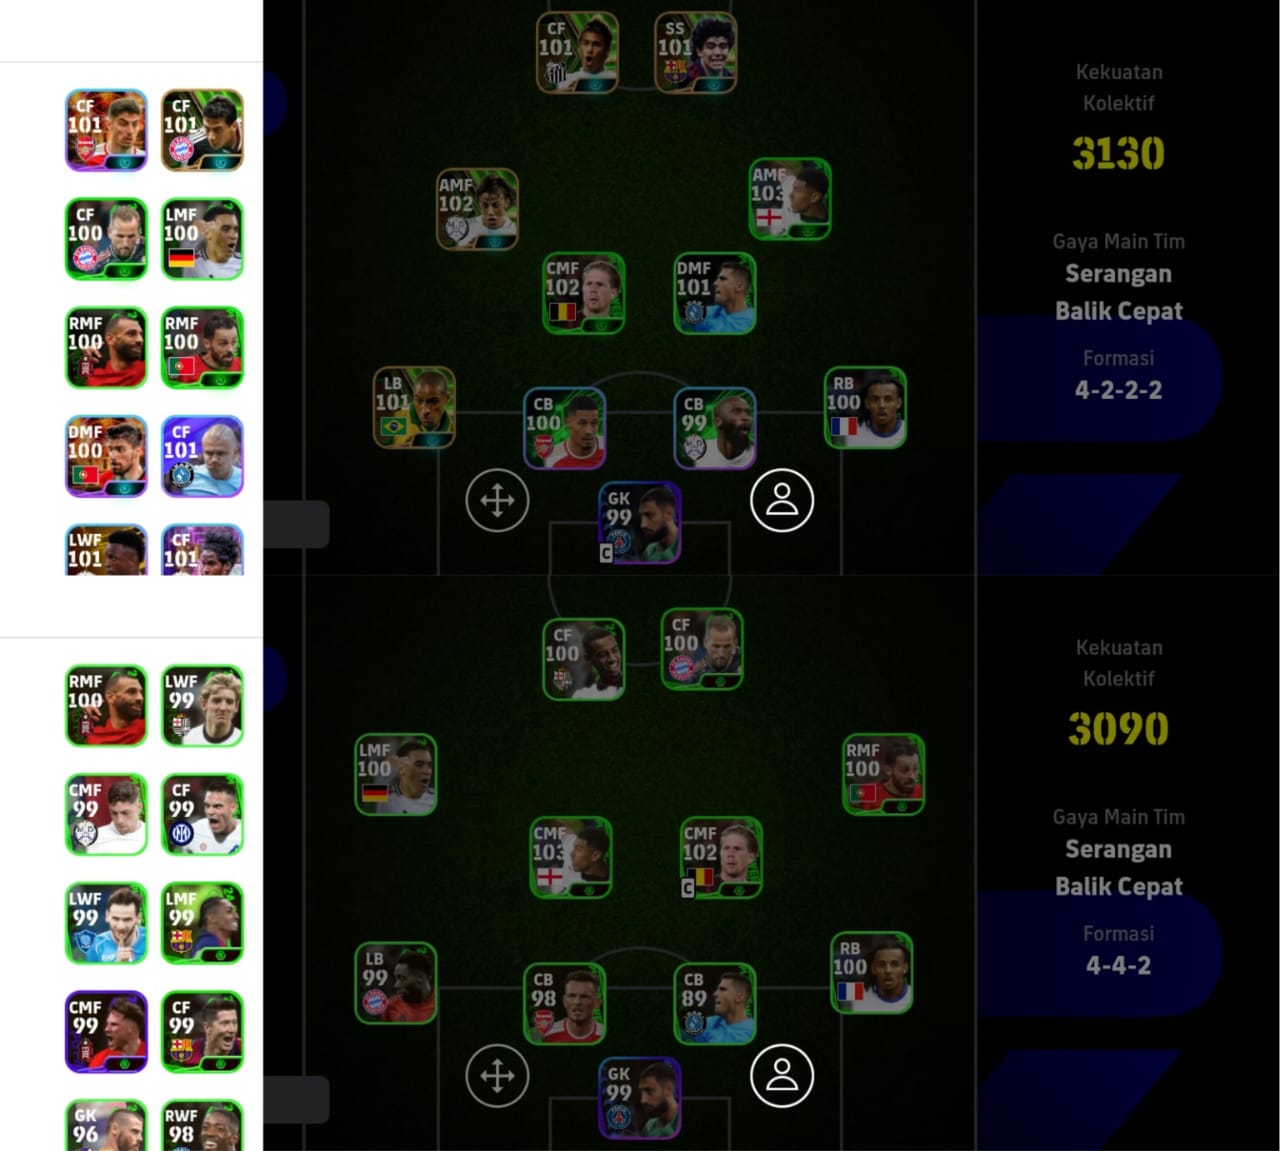 CF
101
SS
101
Kekuatan
Kolektif
3130
CF
101
CF
101
AMF
102
AMF
103
CF
100
LMF
100
Gaya Main Tim
Serangan
Balik Cepat
CMF
102
DMF
101
RMF
100
RMF
100
Formasi
4-2-2-2
LB
101
CB
100
CB
99
RB
100
DMF
100
CF
101
GK
99
C
LWF
101
CF
101
CF
100
CF
100
Kekuatan
Kolektif
3090
RMF
100
LWF
99
LMF
100
RMF
100
CMF
99
CF
99
Gaya Main Tim
Serangan
Balik Cepat
CMF
103
CMF
102
C
LWF
99
LMF
99
Formasi
4-4-2
LB
99
CB
98
CB
89
RB
100
CMF
99
CF
99
GK
99
GK
96
RWF
98